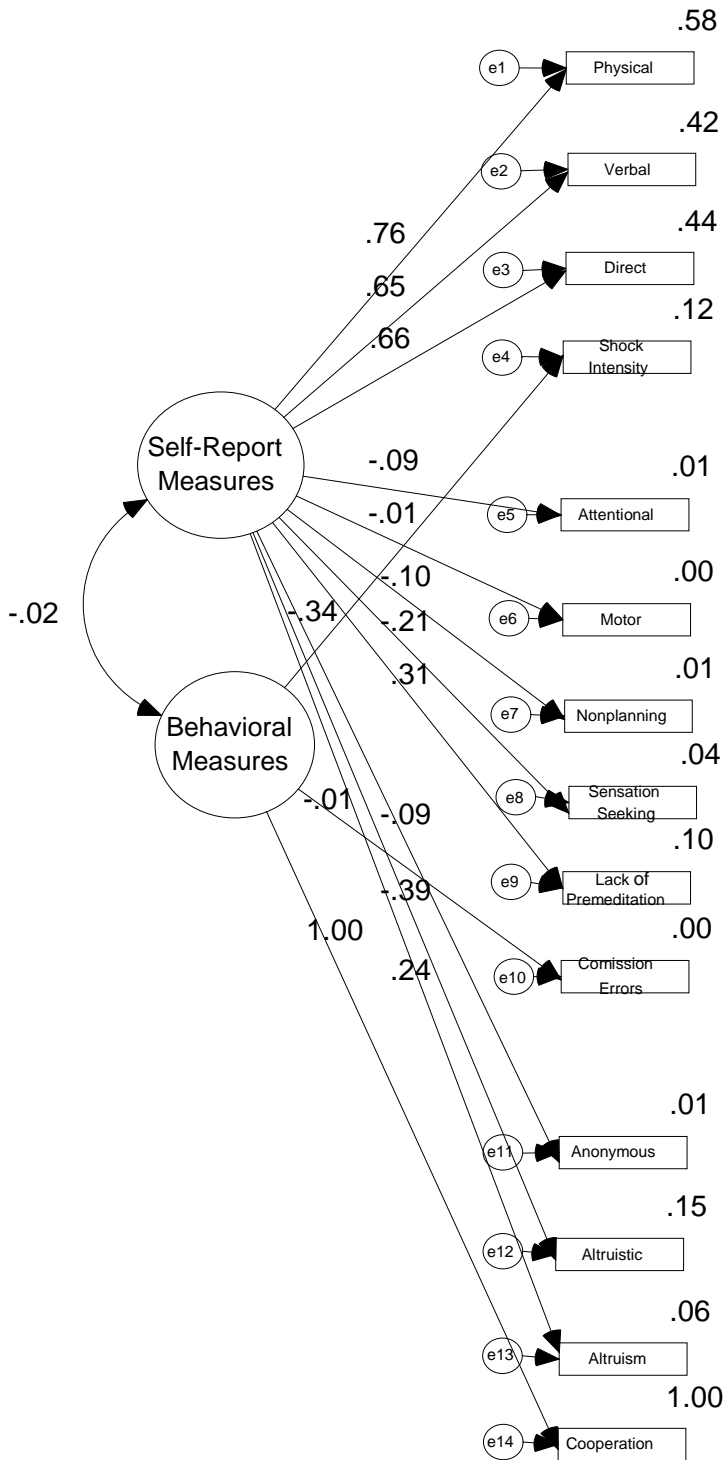 .58
e1
Physical
.42
e2
Verbal
.76
.44
e3
Direct
.65
.12
.66
e4
Shock
Intensity
Self-Report
Measures
-.09
.01
e5
Attentional
-.01
.00
-.10
e6
Motor
-.02
-.34
-.21
.01
.31
e7
Nonplanning
Behavioral
Measures
.04
e8
Sensation
Seeking
-.01
-.09
.10
e9
Lack of
Premeditation
-.39
1.00
.00
.24
e10
Comission
Errors
.01
e11
Anonymous
.15
e12
Altruistic
.06
e13
Altruism
1.00
e14
Cooperation